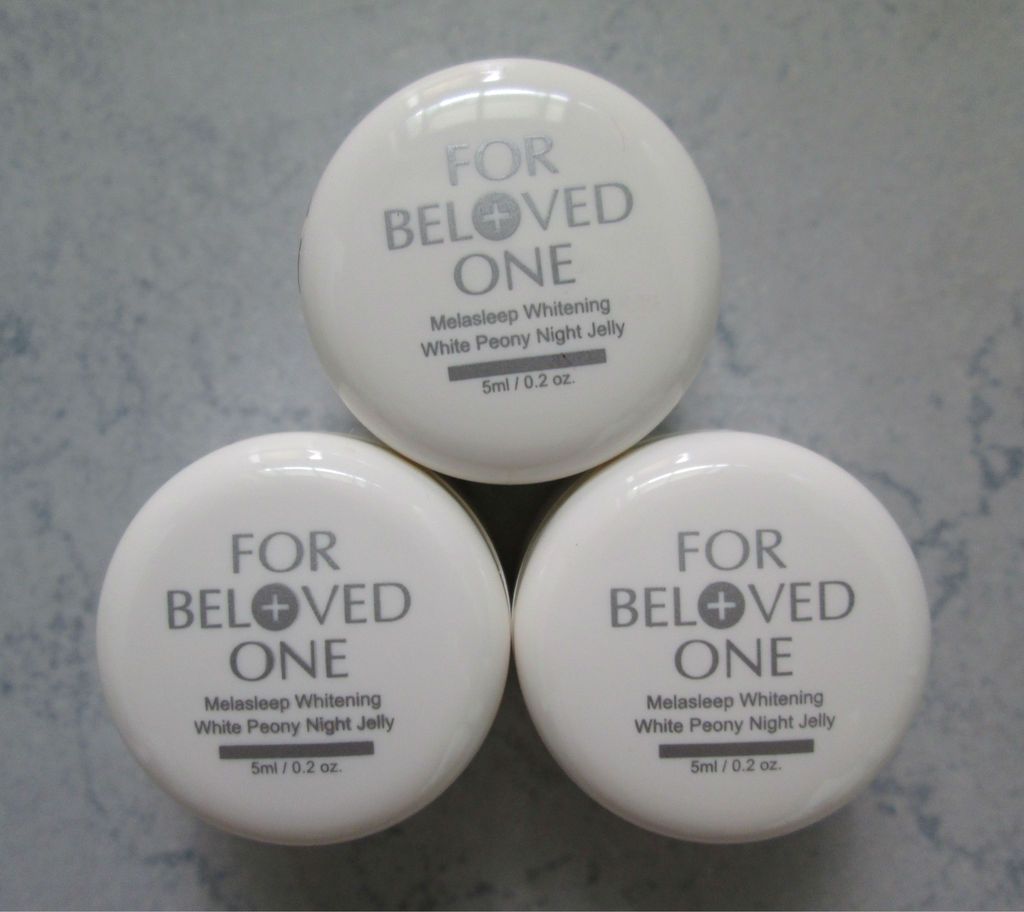 FOR
BELOVED
ONE
Melasleep Whitening
White Peony Night Jelly
5ml / 0.2 oz.
FOR
BELOVED
ONE
Melasleep Whitening
White Peony Night Jelly
5ml / 0.2 oz.
FOR
BELOVED
ONE
Melasleep Whitening
White Peony Night Jelly
5ml / 0.2 oz.